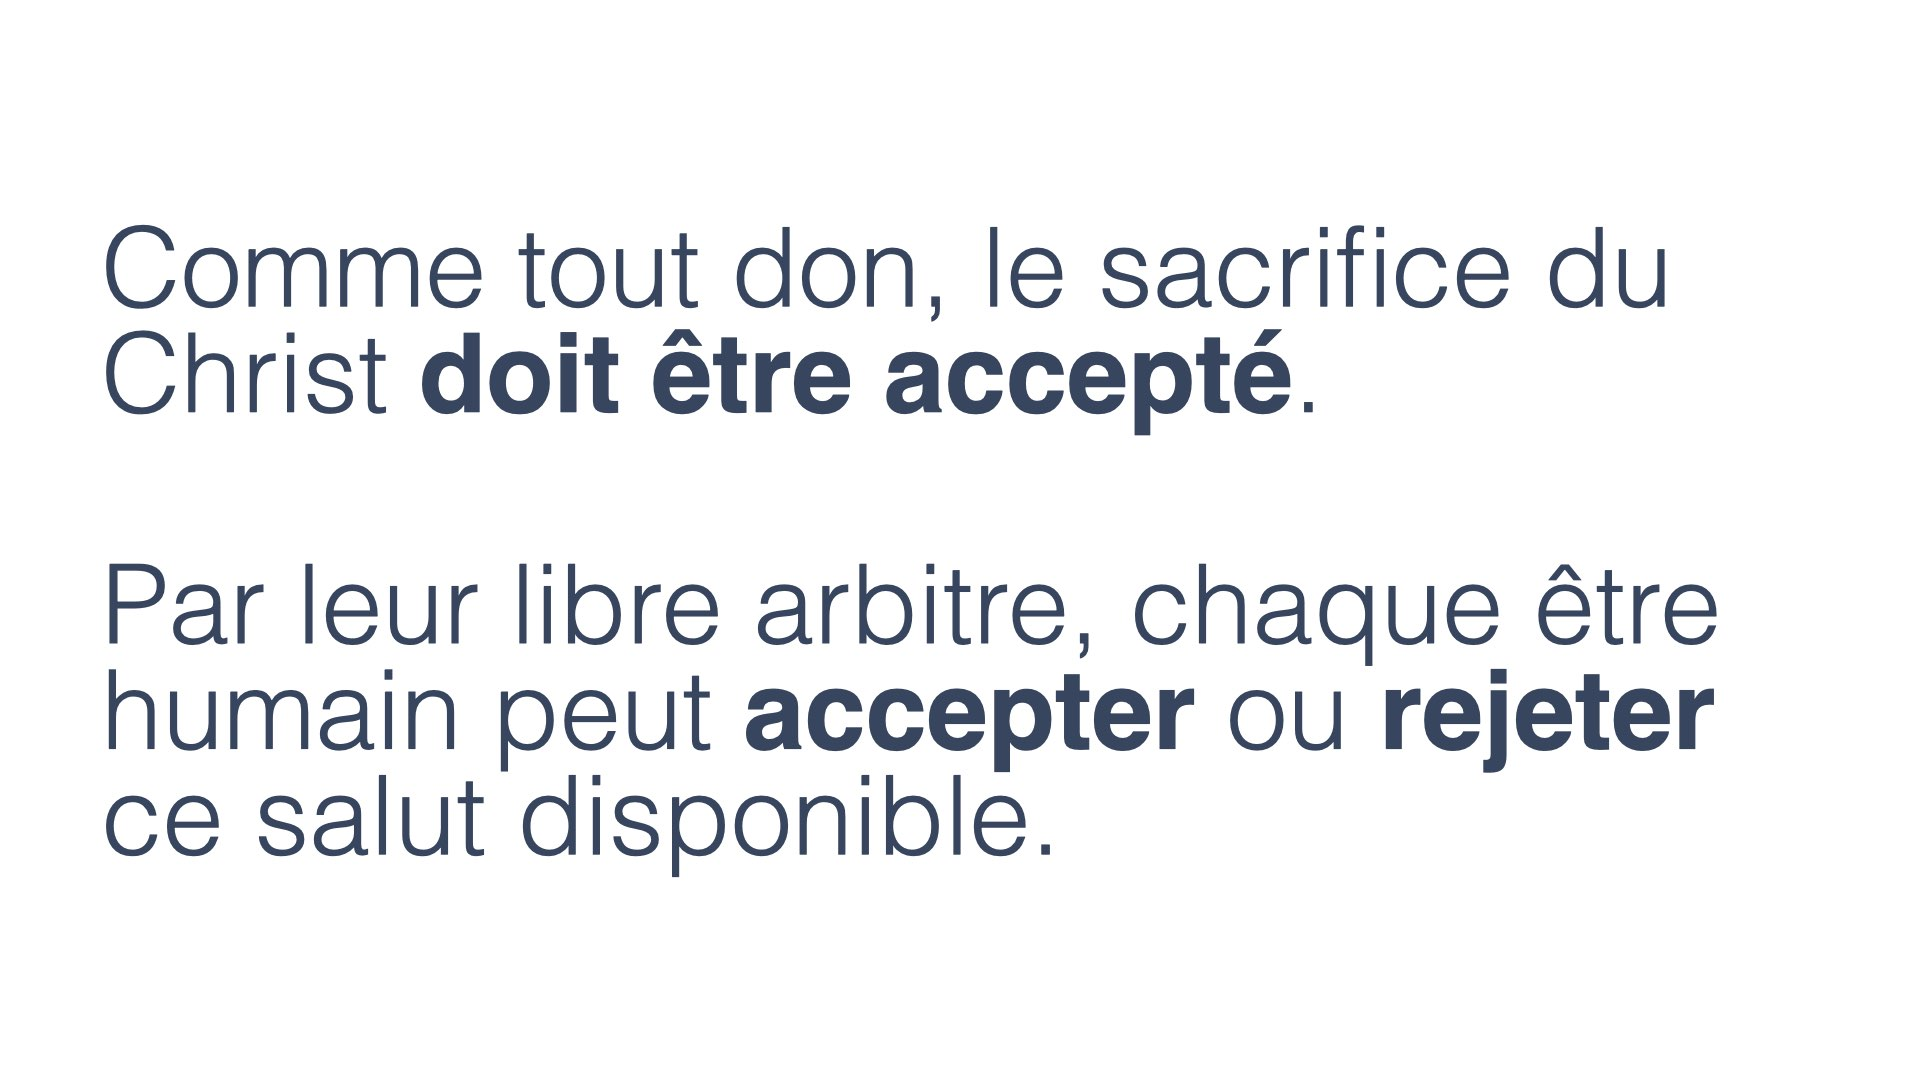 Comme tout don, le sacrifice du
Christ doit être accepté.
Par leur libre arbitre, chaque être
humain peut accepter ou rejeter
ce salut disponible.